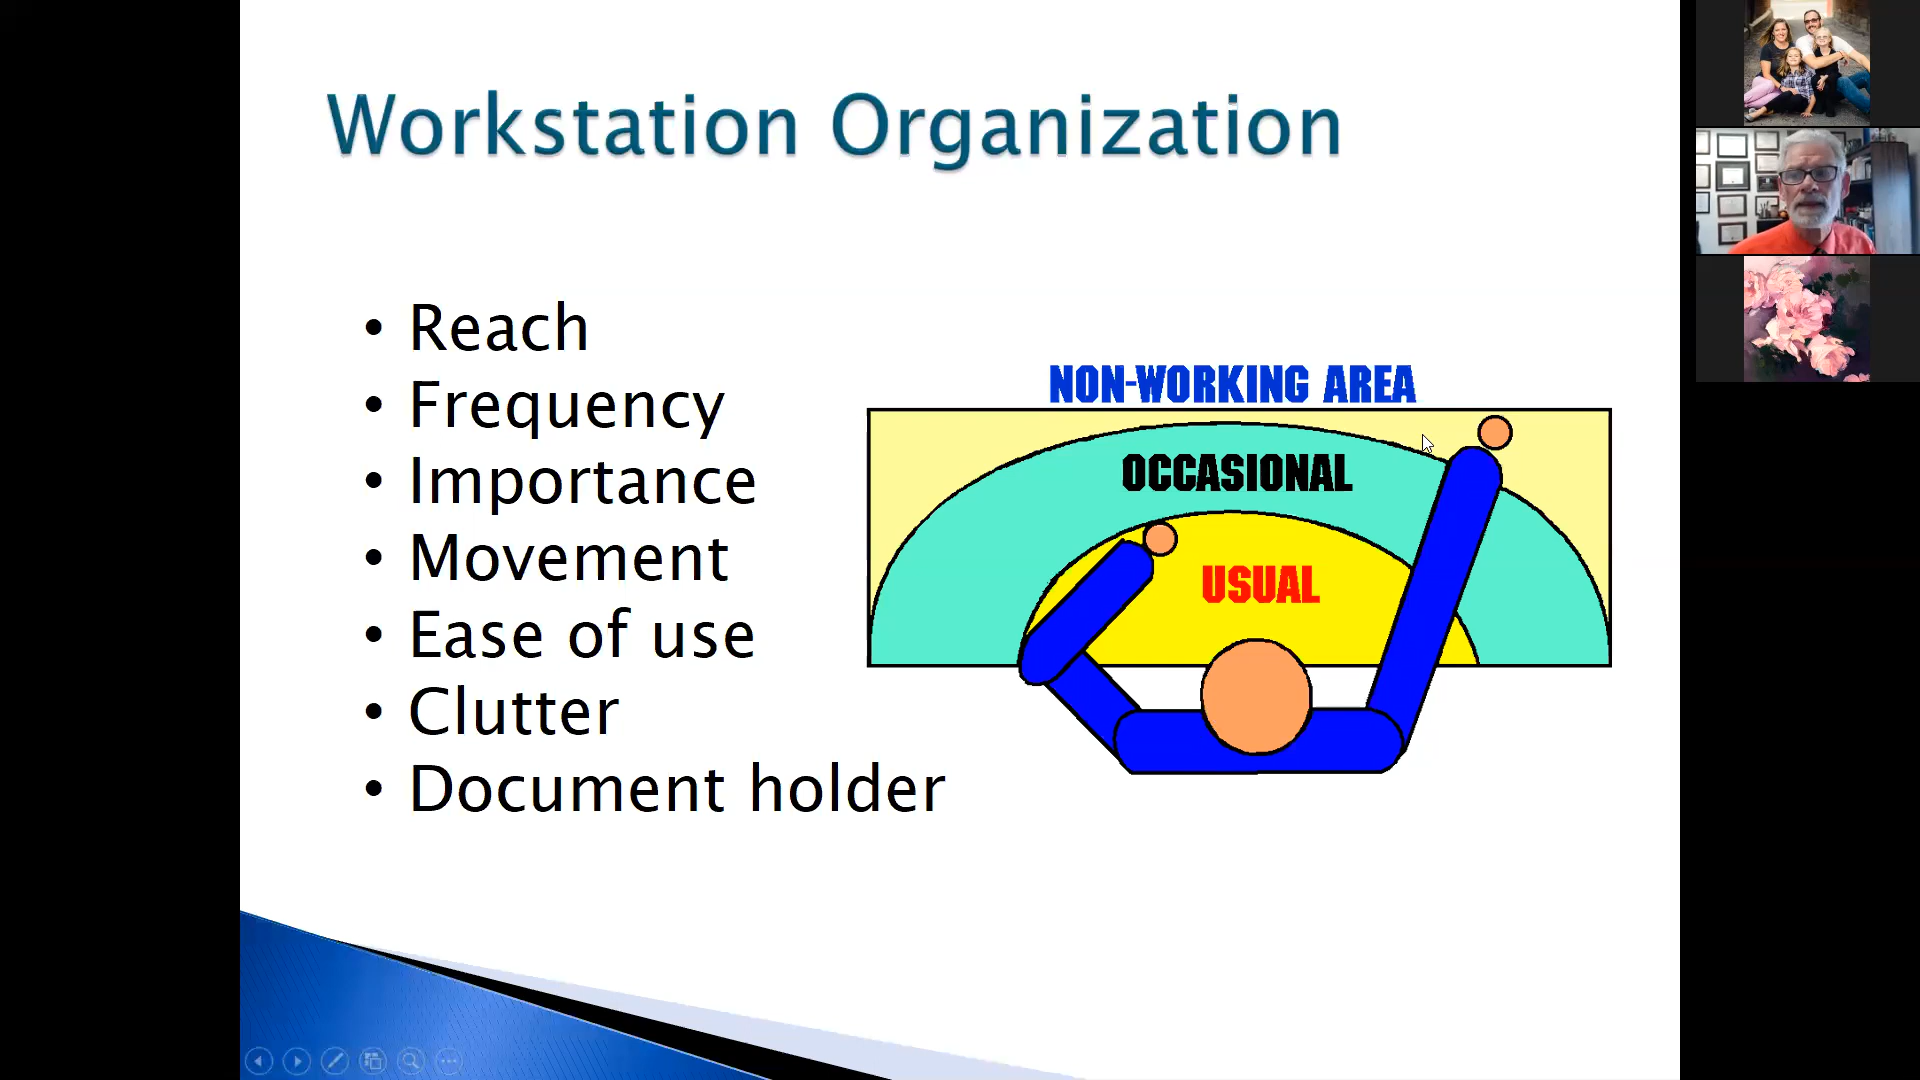 Workstation Organization
• Reach
• Frequency
• Importance
• Movement
• Ease of use
• Clutter
• Document holder
NON-WORKING AREA
OCCASIONAL
USUAL